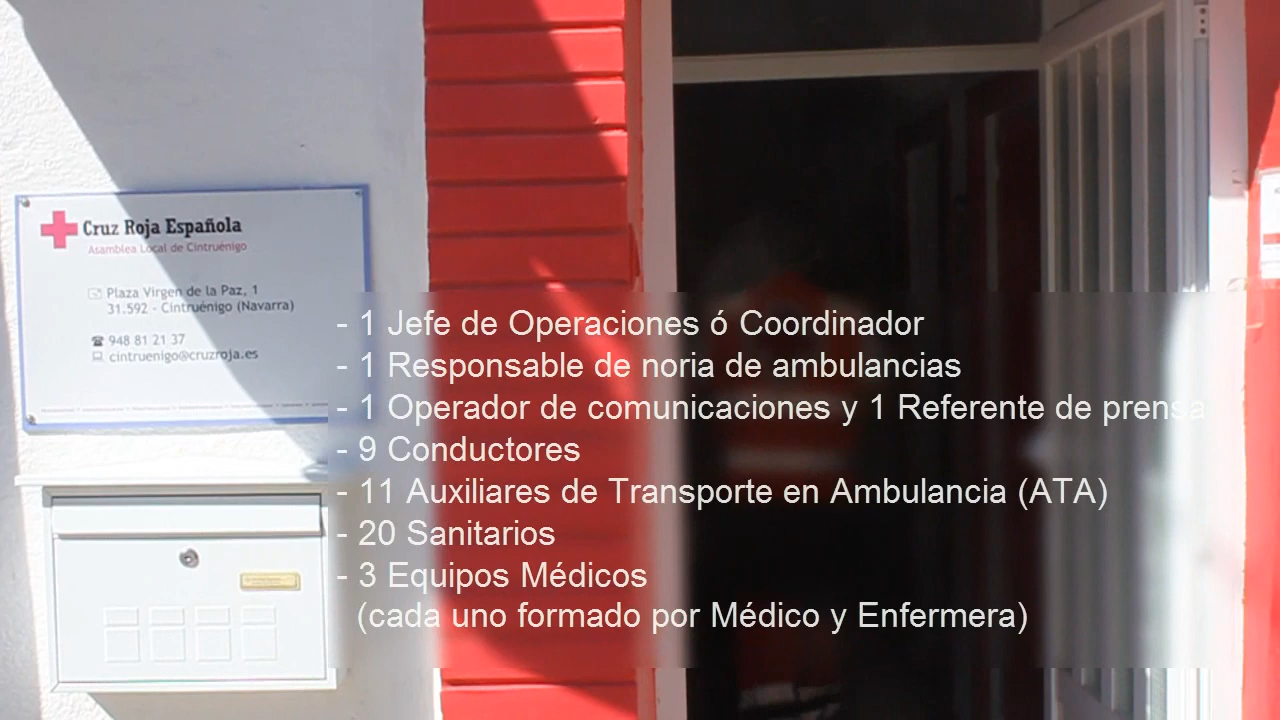 Cruz Roja Española
Asamblea Local de Cintruénigo
Plaza Virgen de la Paz, 1
31.592 - Cintruénigo (Navarra)
948 81 21 37
cintruenigo@cruzroja.es
- 1 Jefe de Operaciones ó Coordinador
- 1 Responsable de noria de ambulancias
- 1 Operador de comunicaciones y 1 Referente de prensa
- 9 Conductores
- 11 Auxiliares de Transporte en Ambulancia (ATA)
- 20 Sanitarios
- 3 Equipos Médicos
(cada uno formado por Médico y Enfermera)